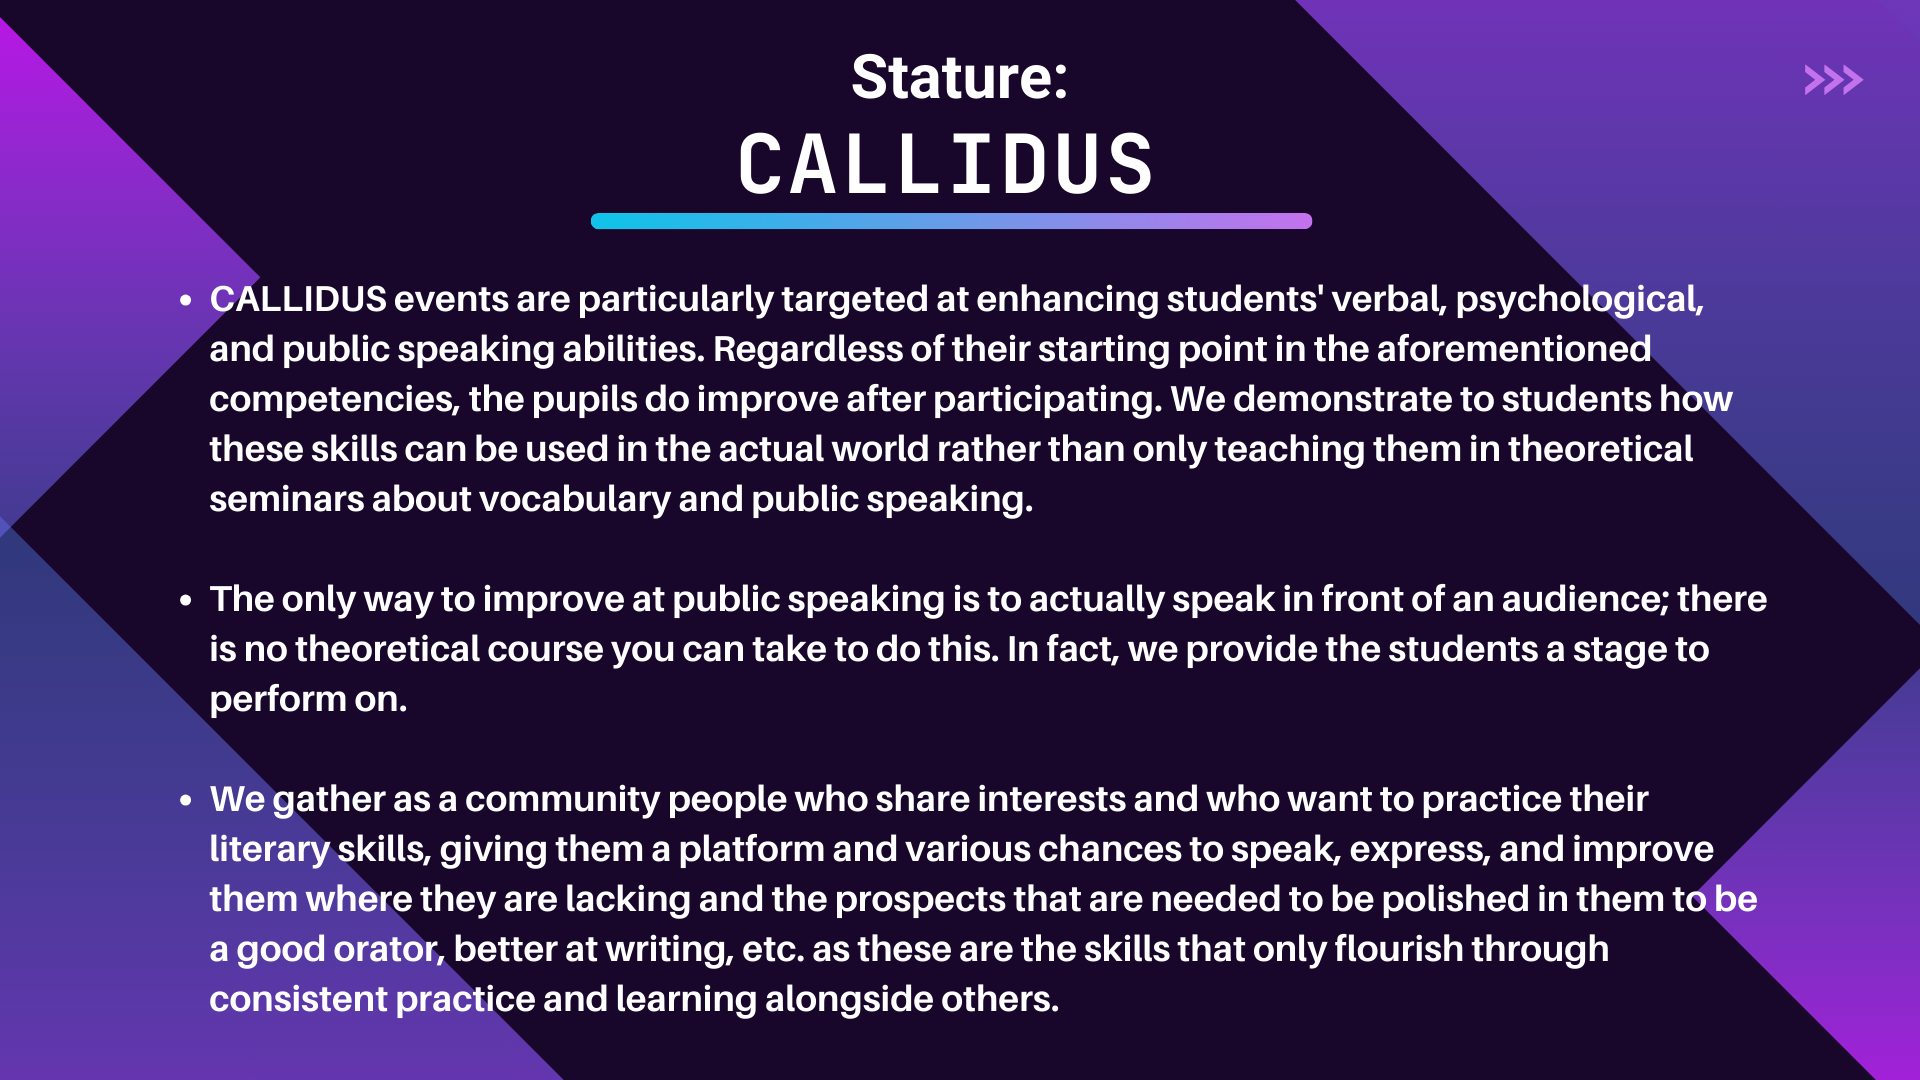 Stature:
CALLIDUS
• CALLIDUS events are particularly targeted at enhancing students' verbal, psychological,
and public speaking abilities. Regardless of their starting point in the aforementioned
competencies, the pupils do improve after participating. We demonstrate to students how
these skills can be used in the actual world rather than only teaching them in theoretical
seminars about vocabulary and public speaking.
• The only way to improve at public speaking is to actually speak in front of an audience; there
is no theoretical course you can take to do this. In fact, we provide the students a stage to
perform on.
• We gather as a community people who share interests and who want to practice their
literary skills, giving them a platform and various chances to speak, express, and improve
them where they are lacking and the prospects that are needed to be polished in them to be
a good orator, better at writing, etc. as these are the skills that only flourish through
consistent practice and learning alongside others.